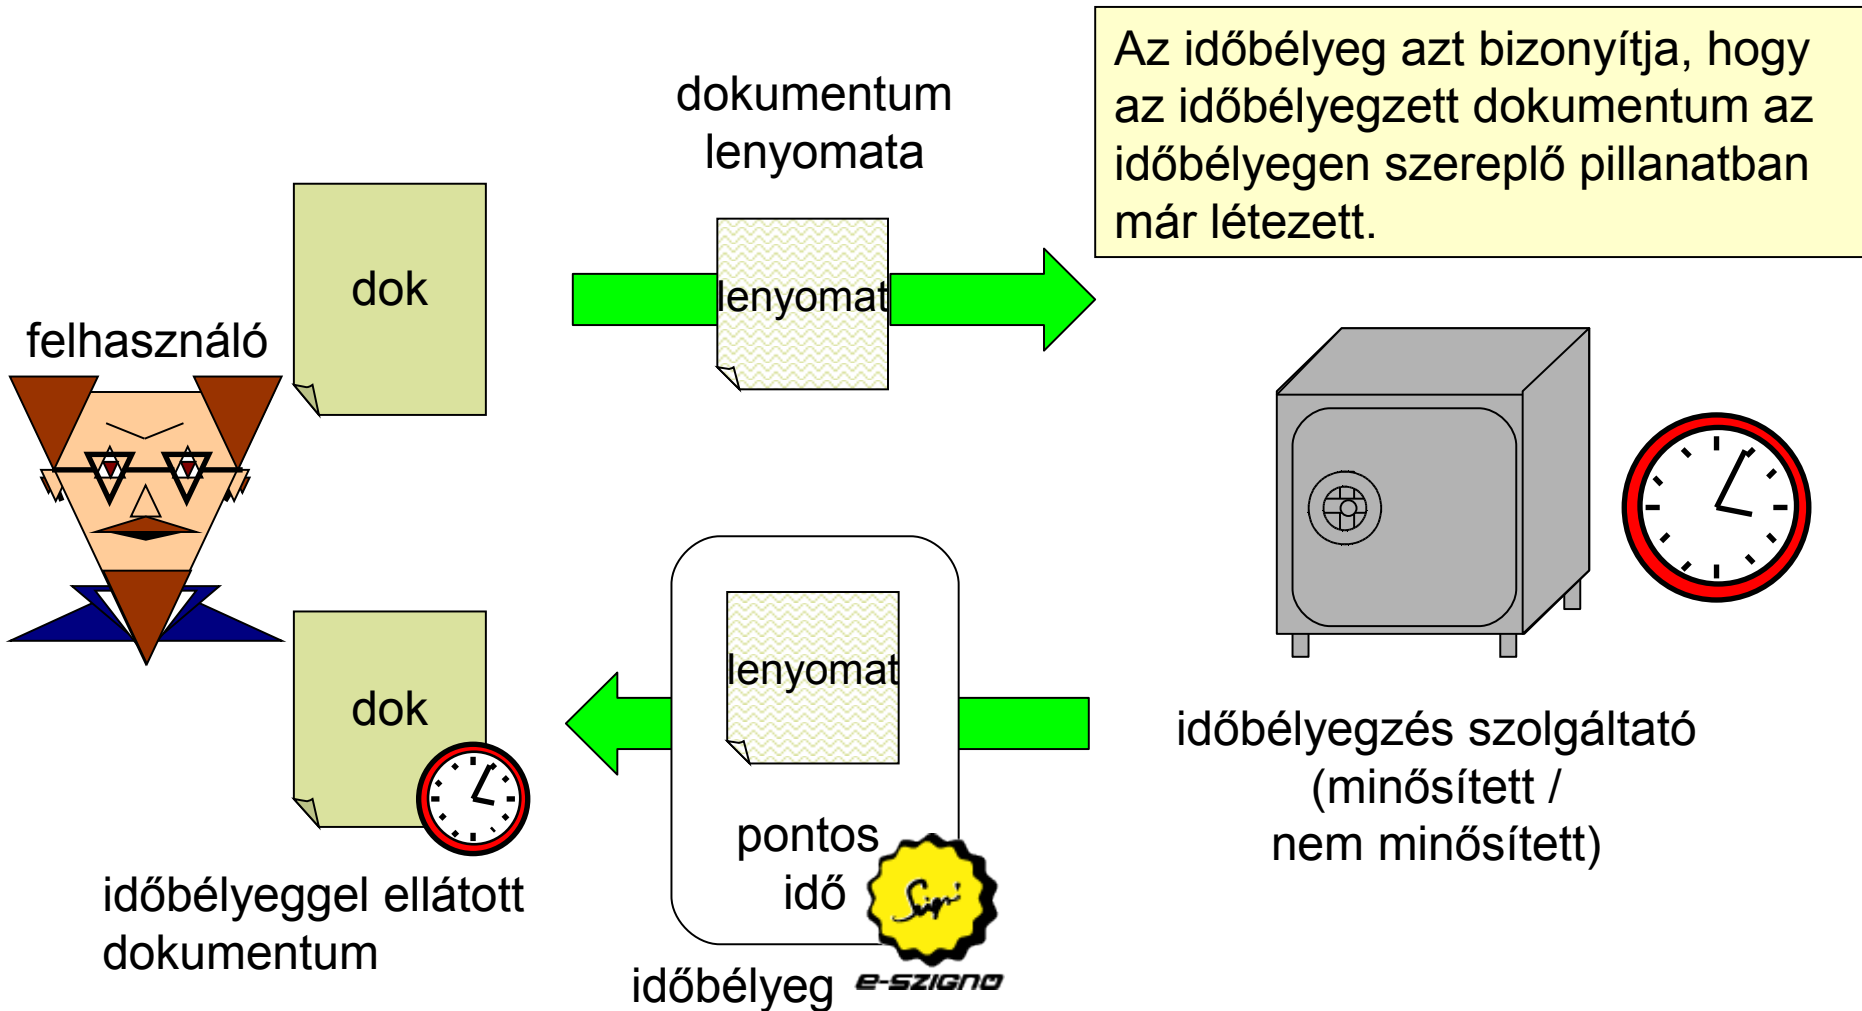 Az időbélyeg azt bizonyítja, hogy
az időbélyegzett dokumentum az
időbélyegen szereplő pillanatban
már létezett.
dokumentum
lenyomata
dok
lenyomat
felhasználó
lenyomat
dok
időbélyegzés szolgáltató
(minősített /
nem minősített)
pontos
idő
időbélyeggel ellátott
dokumentum
időbélyeg
e-SZIGNO